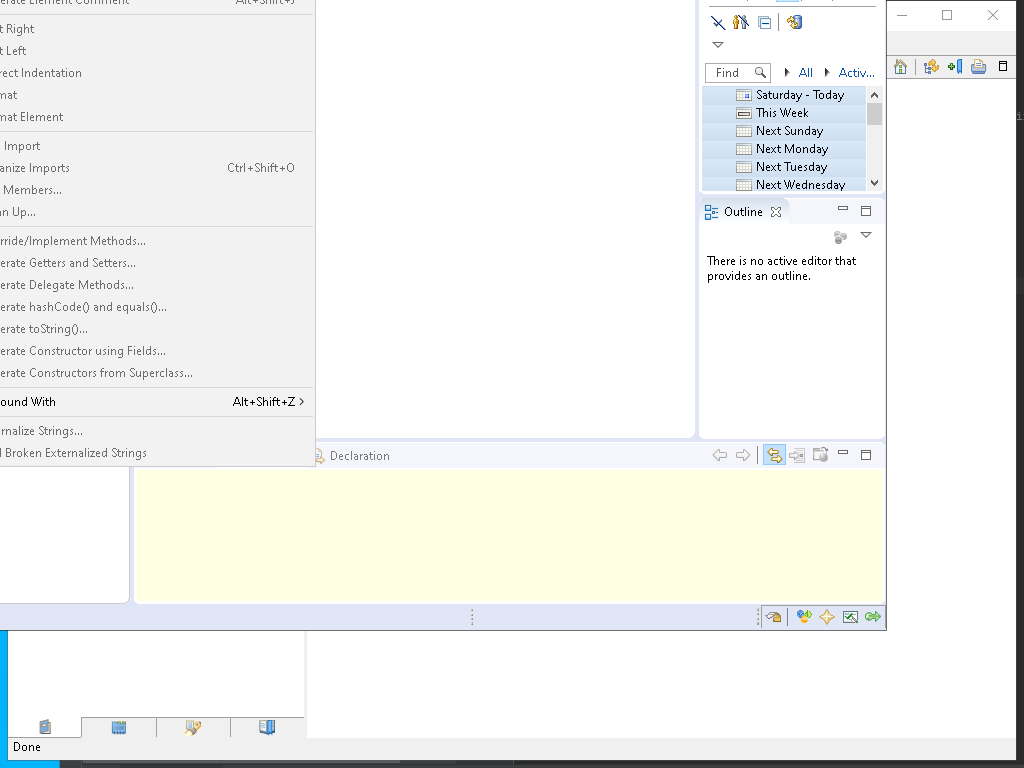 erate Element Comment Alt+Shift+J
t Right
t Left
rect Indentation
mat
mat Element
Import
anize Imports Ctrl+Shift+O
Members...
n Up...
rride/Implement Methods...
erate Getters and Setters...
erate Delegate Methods...
erate hashCode() and equals()...
erate toString()...
erate Constructor using Fields...
erate Constructors from Superclass...
ound With Alt+Shift+Z
rnalize Strings...
l Broken Externalized Strings
Find All Activ...
Saturday - Today
This Week
Next Sunday
Next Monday
Next Tuesday
Next Wednesday
Outline
There is no active editor that
provides an outline.
Declaration
Done